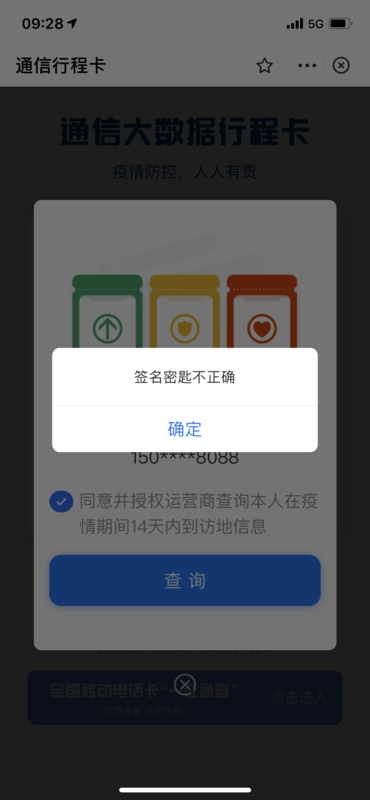 09:28
5G
通信行程卡
通信大数据行程卡
疫情防控，人人有责
签名密匙不正确
确定
150****8088
同意并授权运营商查询本人在疫
情期间14天内到访地信息
查询
全国移动电话卡“一证通查”
点击进入